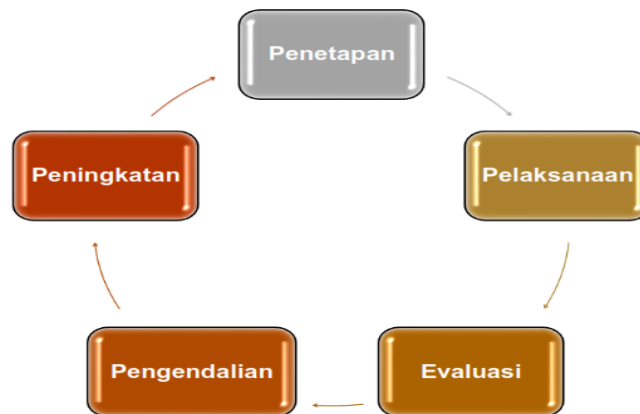 Penetapan
Pelaksanaan
Evaluasi
Pengendalian
Peningkatan